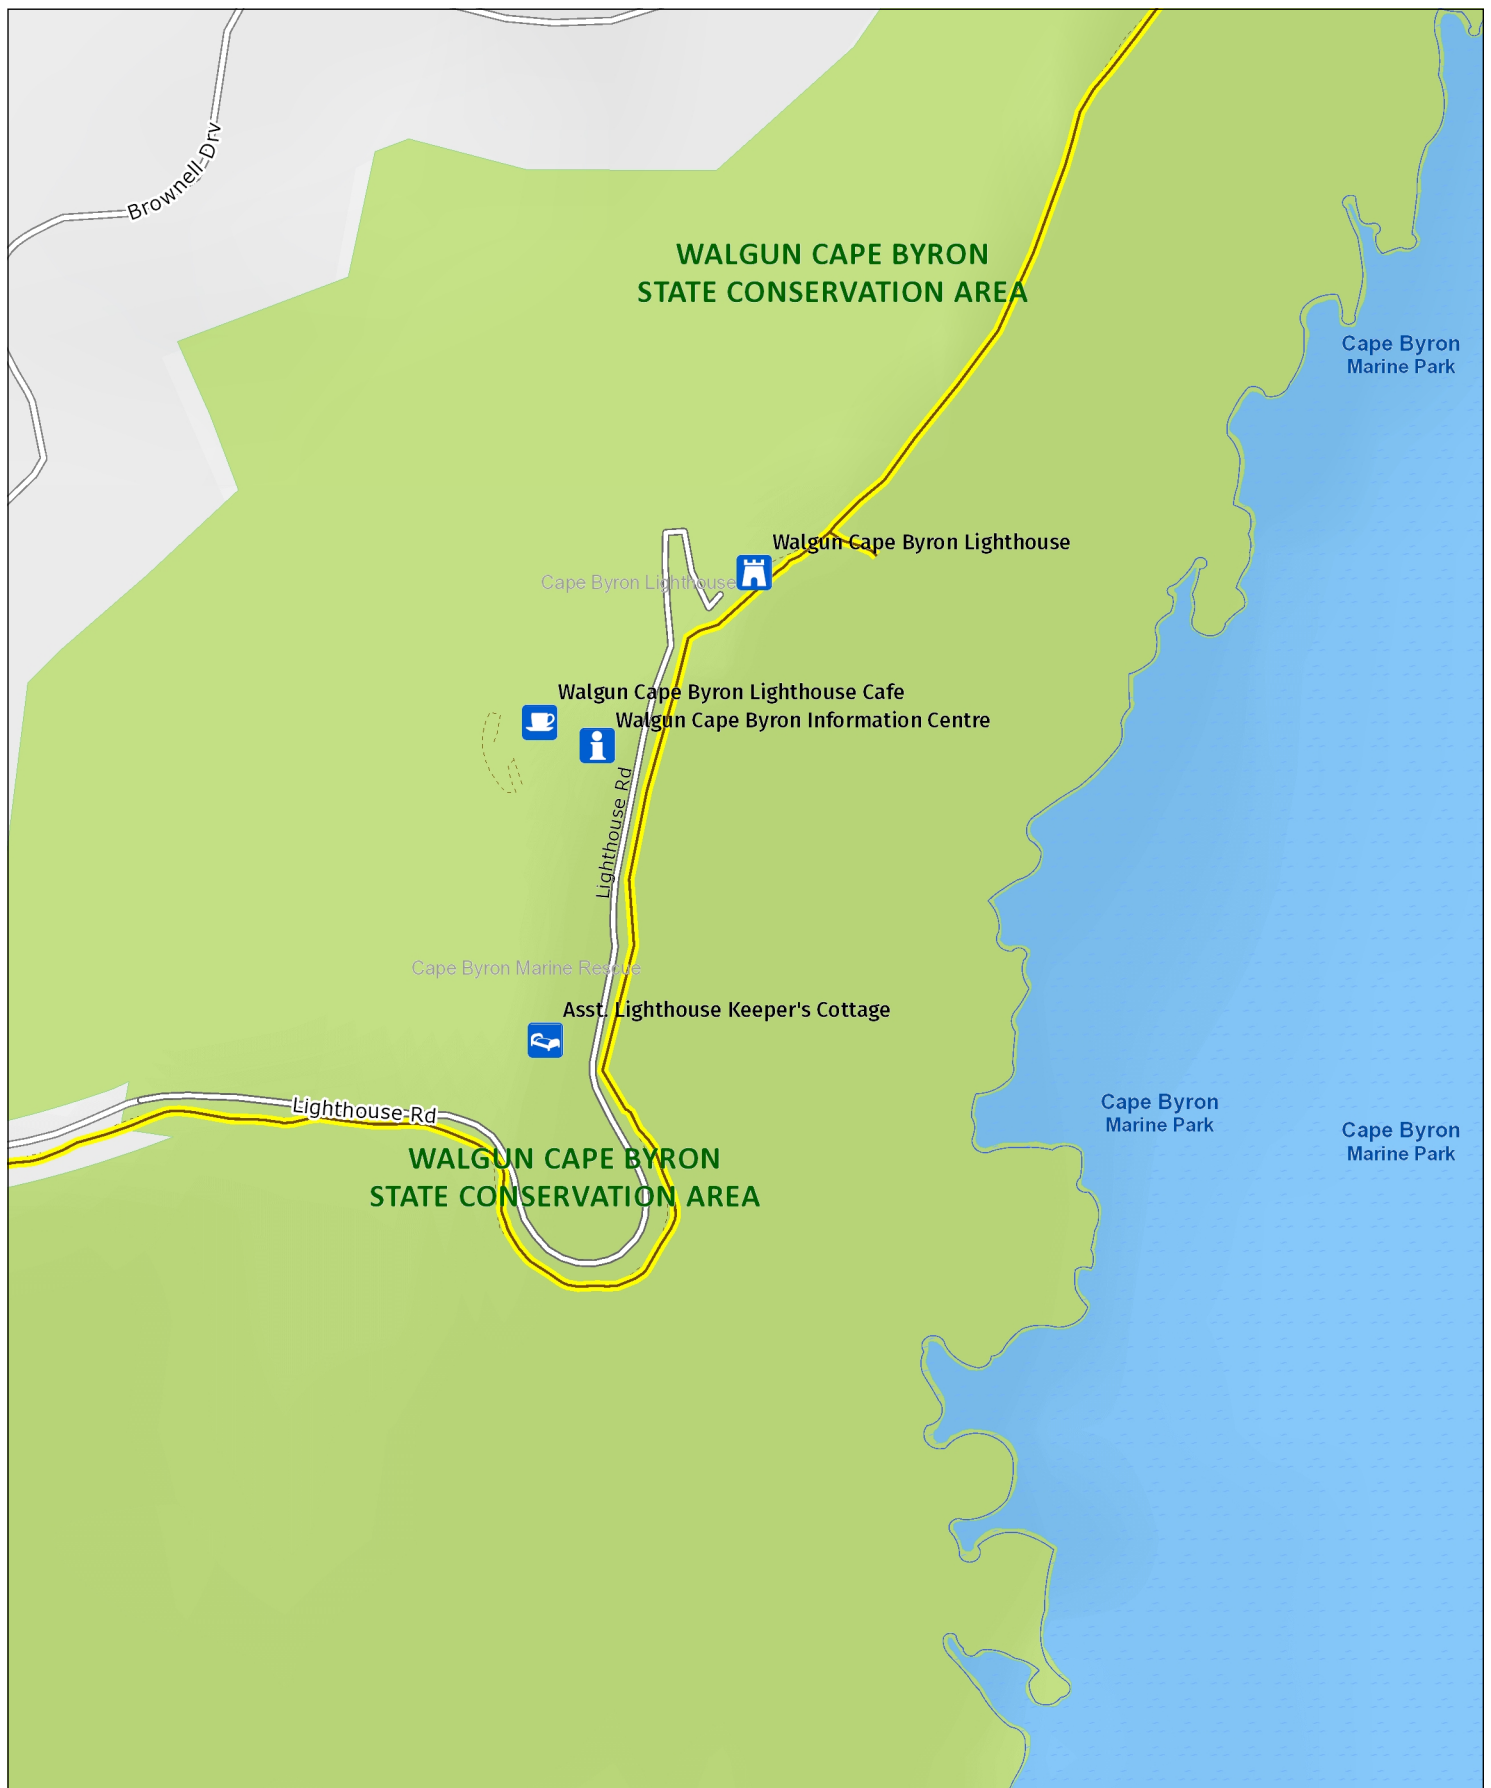 Brownell Drv
WALGUN CAPE BYRON
STATE CONSERVATION AREA
Cape Byron
Marine Park
Walgun Cape Byron Lighthouse
Cape Byron Lighthouse
Walgun Cape Byron Lighthouse Cafe
Walgun Cape Byron Information Centre
Lighthouse Rd
Cape Byron Marine Rescue
Asst. Lighthouse Keeper's Cottage
Lighthouse Rd
Cape Byron
Marine Park
Cape Byron
Marine Park
WALGUN CAPE BYRON
STATE CONSERVATION AREA